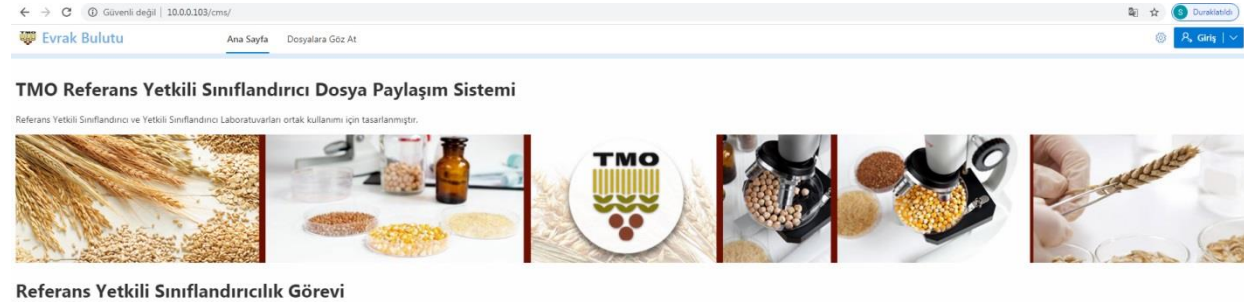 Güvenli değil | 10.0.0.103/cms/
S Duraklatıldı
Evrak Bulutu
Ana Sayfa Dosyalara Göz At
Giriş
TMO Referans Yetkili Sınıflandırıcı Dosya Paylaşım Sistemi
Referans Yetkili Sınıflandırıcı ve Yetkili Sınıflandırıcı Laboratuvarları ortak kullanımı için tasarlanmıştır.
TMO
Referans Yetkili Sınıflandırıcılık Görevi